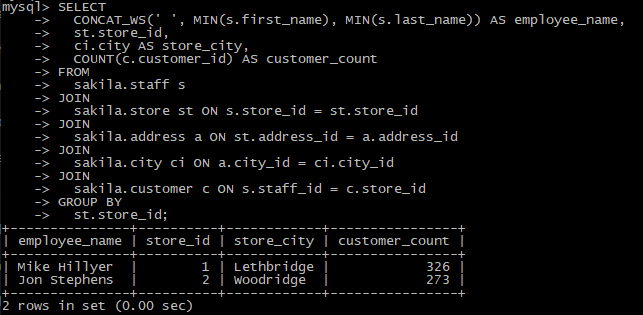 mysql> SELECT
    ->     CONCAT_WS(' ', MIN(s.first_name), MIN(s.last_name)) AS employee_name,
    ->     st.store_id,
    ->     ci.city AS store_city,
    ->     COUNT(c.customer_id) AS customer_count
    -> FROM
    ->     sakila.staff s
    -> JOIN
    ->     sakila.store st ON s.store_id = st.store_id
    -> JOIN
    ->     sakila.address a ON st.address_id = a.address_id
    -> JOIN
    ->     sakila.city ci ON a.city_id = ci.city_id
    -> JOIN
    ->     sakila.customer c ON s.staff_id = c.store_id
    -> GROUP BY
    ->     st.store_id;
+---------------+----------+------------+----------------+
| employee_name | store_id | store_city | customer_count |
+---------------+----------+------------+----------------+
| Mike Hillyer  |        1 | Lethbridge |            326 |
| Jon Stephens  |        2 | Woodridge  |            273 |
+---------------+----------+------------+----------------+
2 rows in set (0.00 sec)